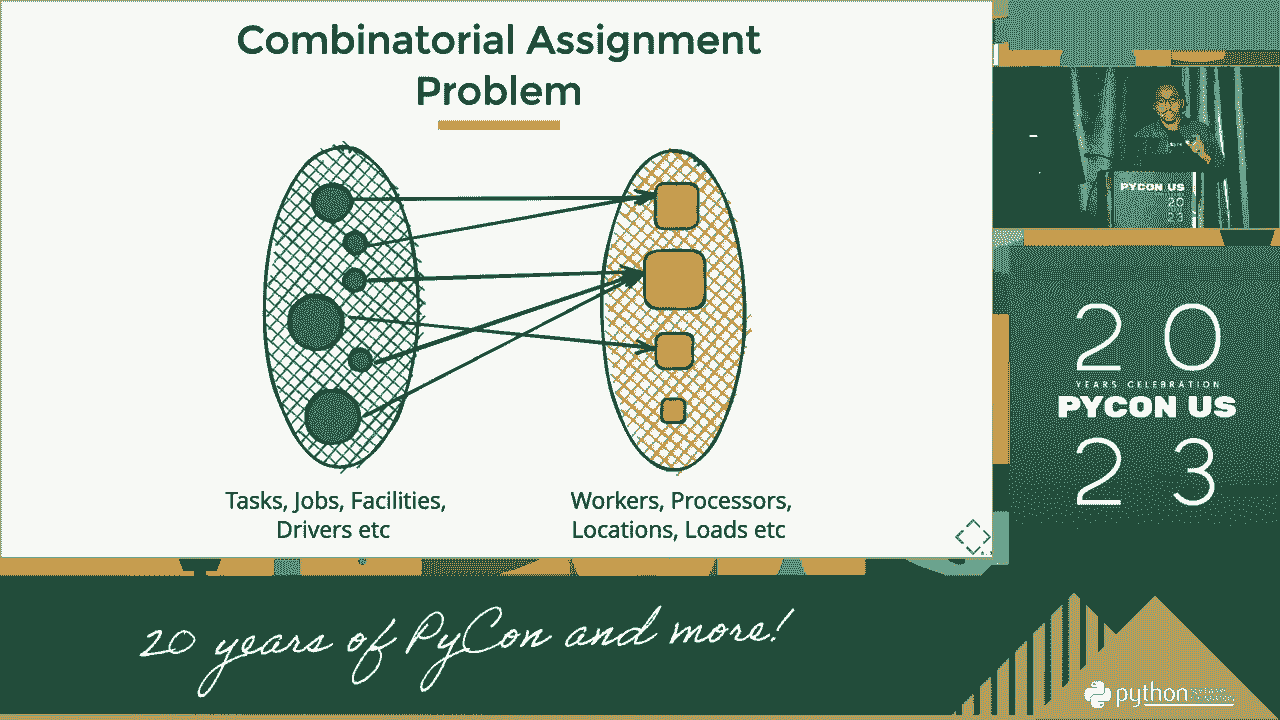 Combinatorial Assignment
Problem
Tasks, Jobs, Facilities,
Drivers etc
Workers, Processors,
Locations, Loads etc
PYCON US
20
23
20
YEARS CELEBRATION
PYCON US
23
20 years of PyCon and more!
python